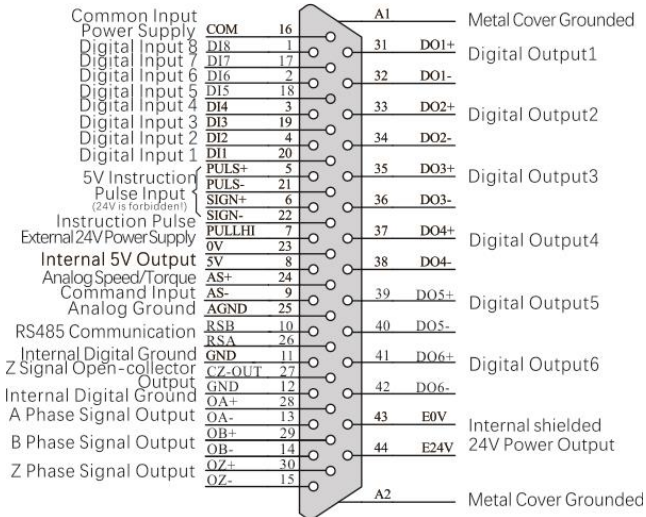 Common Input
Power Supply COM 16
Digital Input 8 DI8 1
Digital Input 7 DI7 17
Digital Input 6 DI6 2
Digital Input 5 DI5 18
Digital Input 4 DI4 3
Digital Input 3 DI3 19
Digital Input 2 DI2 4
Digital Input 1 DI1 20
5V Instruction PULS+ 5
Pulse Input PULS- 21
(24V is forbidden!) SIGN+ 6
SIGN- 22
Instruction Pulse
External 24V Power Supply PULLHI 7
0V 23
Internal 5V Output 5V 8
Analog Speed/Torque AS+ 24
Command Input AS- 9
Analog Ground AGND 25
RS485 Communication RSB 10
RSA 26
Internal Digital Ground GND 11
Z Signal Open-collector CZ-OUT 27
Output
Internal Digital Ground GND 12
A Phase Signal Output OA+ 28
OA- 13
B Phase Signal Output OB+ 29
OB- 14
Z Phase Signal Output OZ+ 30
OZ- 15
A1 Metal Cover Grounded
31 DO1+
Digital Output1
32 DO1-
33 DO2+
Digital Output2
34 DO2-
35 DO3+
Digital Output3
36 DO3-
37 DO4+
Digital Output4
38 DO4-
39 DO5+
Digital Output5
40 DO5-
41 DO6+
Digital Output6
42 DO6-
43 E0V
Internal shielded
24V Power Output
44 E24V
A2 Metal Cover Grounded